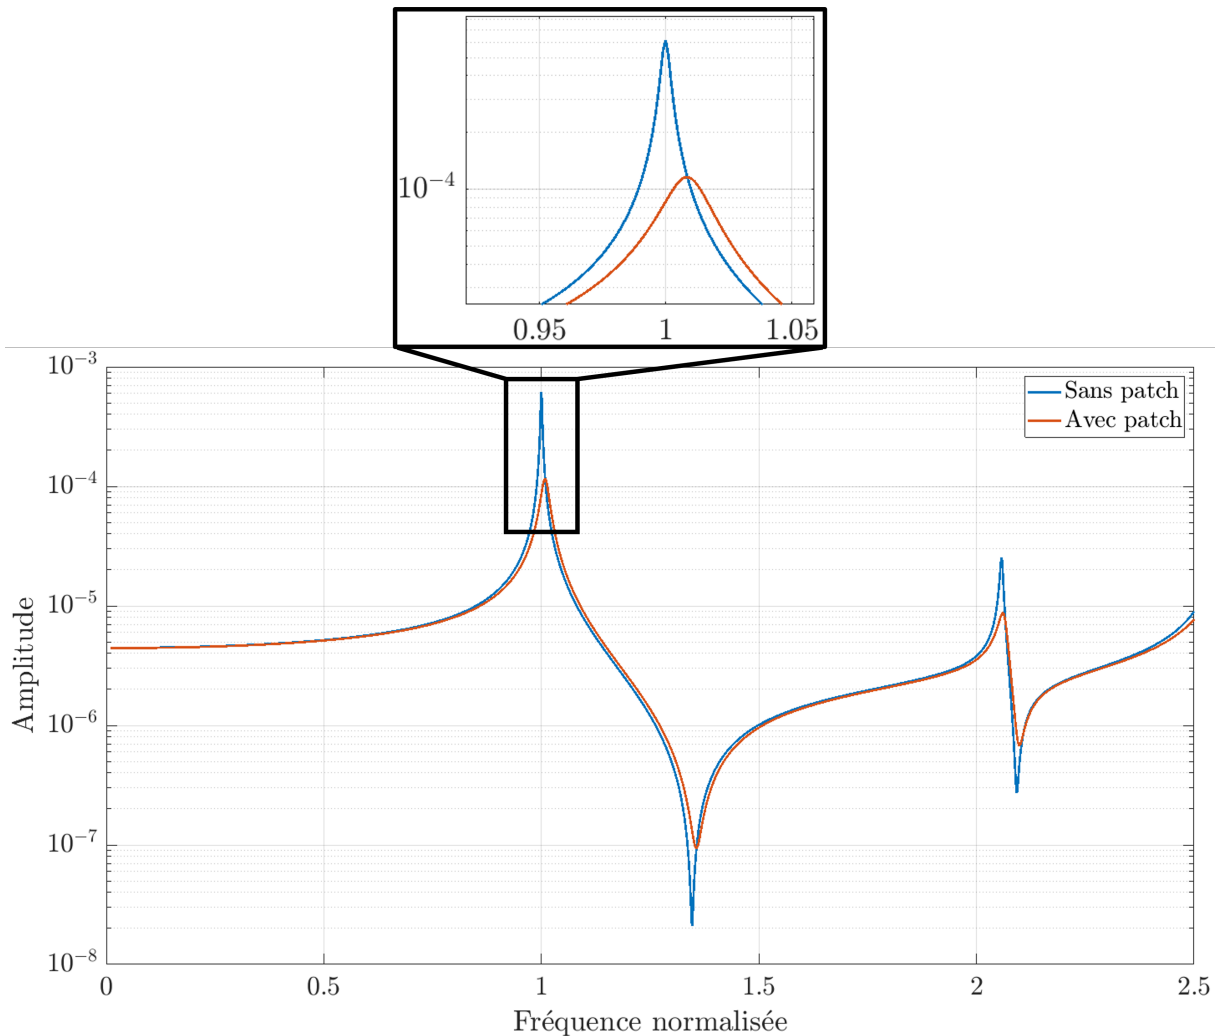 10⁻⁴
0.95 1 1.05
10⁻³
Sans patch
Avec patch
10⁻⁴
10⁻⁵
10⁻⁶
10⁻⁷
10⁻⁸
Amplitude
0 0.5 1 1.5 2 2.5
Fréquence normalisée